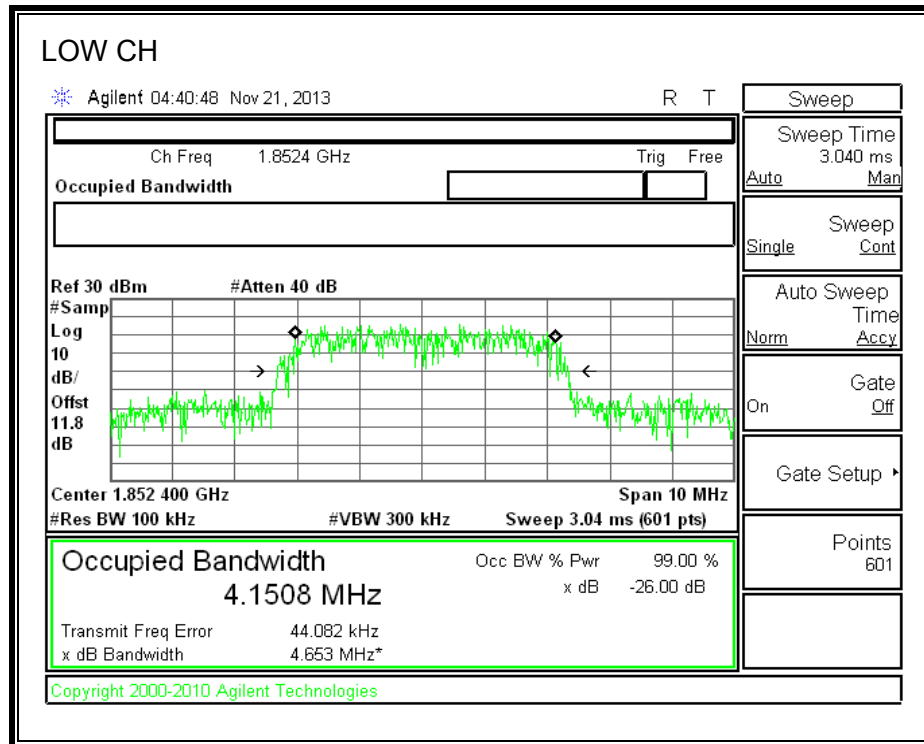 LOW CH
Agilent 04:40:48 Nov 21, 2013 R T
Ch Freq 1.8524 GHz Trig Free
Occupied Bandwidth
Ref 30 dBm #Atten 40 dB
#Samp
Log
10
dB/
Offst
11.8
dB
Center 1.852 400 GHz Span 10 MHz
#Res BW 100 kHz #VBW 300 kHz Sweep 3.04 ms (601 pts)
Occupied Bandwidth Occ BW % Pwr 99.00 %
4.1508 MHz x dB -26.00 dB
Transmit Freq Error 44.082 kHz
x dB Bandwidth 4.653 MHz*
Copyright 2000-2010 Agilent Technologies
Sweep
Sweep Time
3.040 ms
Auto Man
Sweep
Single Cont
Auto Sweep
Time
Norm Accy
Gate
On Off
Gate Setup
Points
601